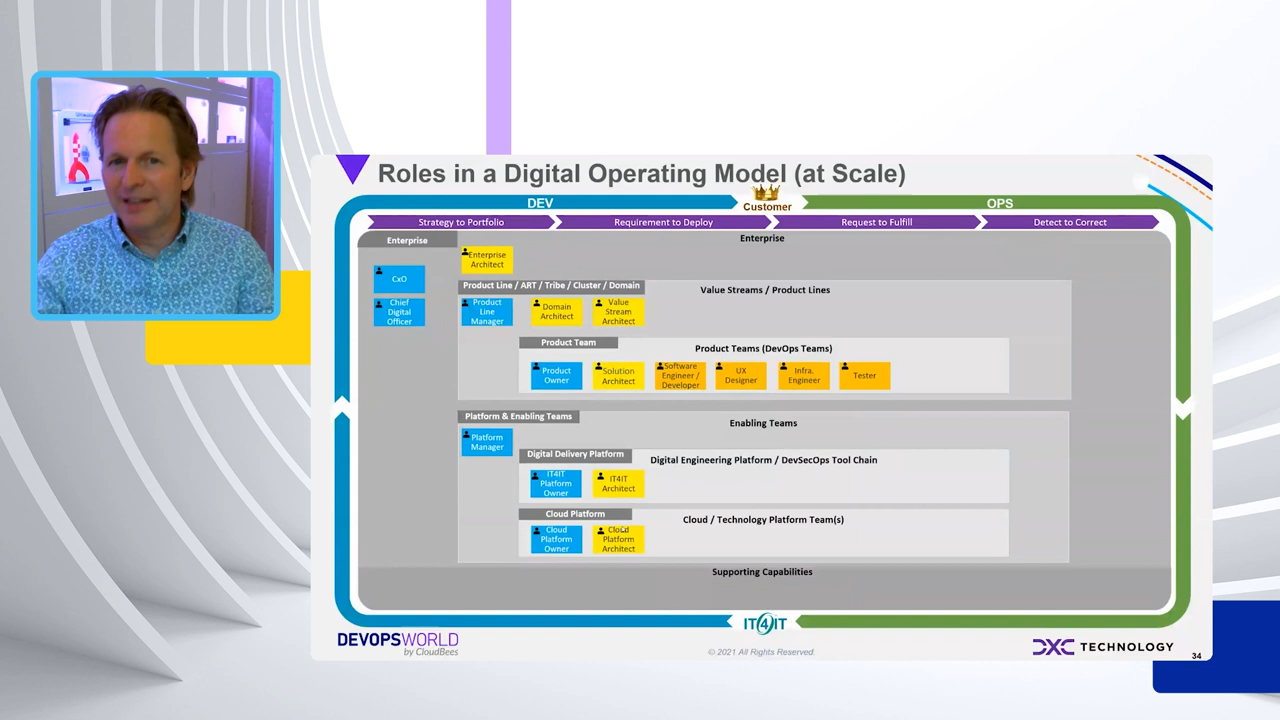 Roles in a Digital Operating Model (at Scale)
DEV
Customer
OPS
Strategy to Portfolio
Requirement to Deploy
Request to Fulfill
Detect to Correct
Enterprise
Enterprise
Enterprise
Architect
CxO
Chief
Digital
Officer
Product Line / ART / Tribe / Cluster / Domain
Value Streams / Product Lines
Product
Line
Manager
Domain
Architect
Value
Stream
Architect
Product Team
Product Teams (DevOps Teams)
Product
Owner
Solution
Architect
Software
Engineer /
Developer
UX
Designer
Infra.
Engineer
Tester
Platform & Enabling Teams
Enabling Teams
Platform
Manager
Digital Delivery Platform
Digital Engineering Platform / DevSecOps Tool Chain
IT4IT
Platform
Owner
IT4IT
Architect
Cloud Platform
Cloud / Technology Platform Team(s)
Cloud
Platform
Owner
Cloud
Platform
Architect
Supporting Capabilities
IT4IT
DEVOPSWORLD
by CloudBees
© 2021 All Rights Reserved.
DXC TECHNOLOGY
34